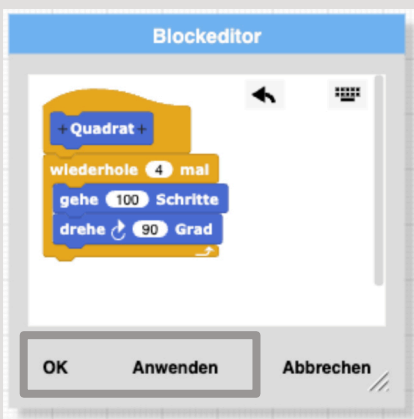 Blockeditor
+Quadrat+
wiederhole 4 mal
gehe 100 Schritte
drehe 90 Grad
OK Anwenden Abbrechen